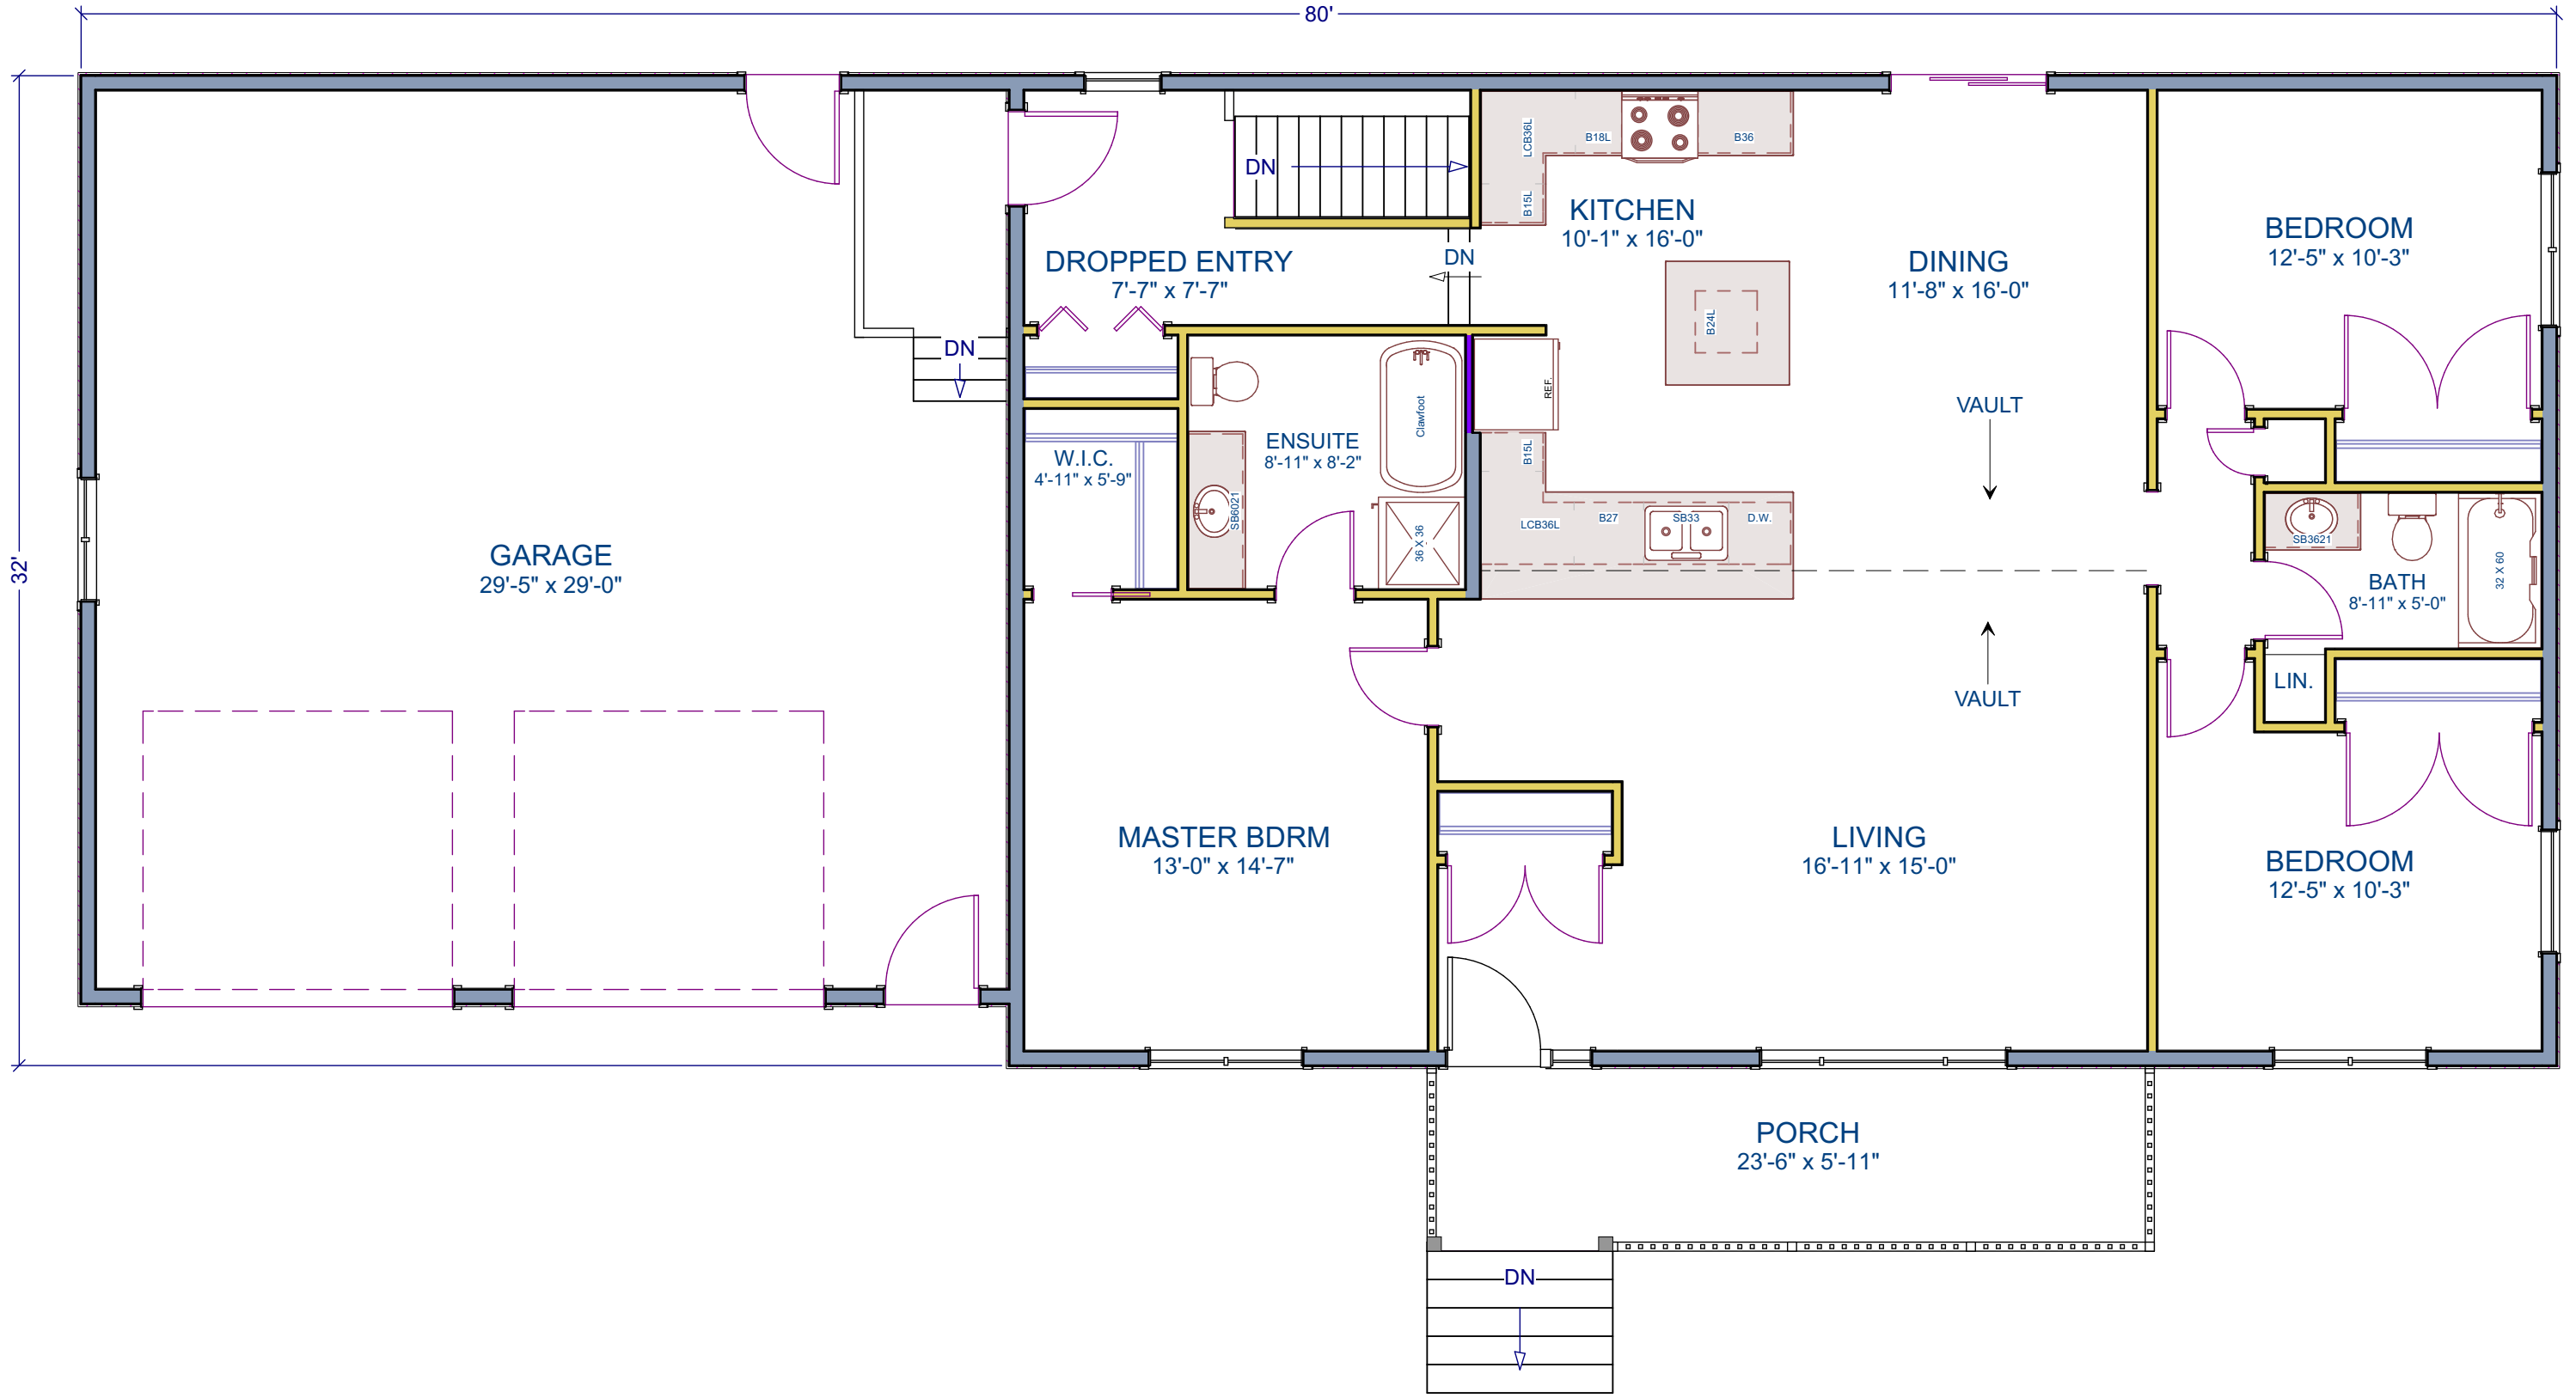 80'
32'
GARAGE
29'-5" x 29'-0"
DN
DROPPED ENTRY
7'-7" x 7'-7"
DN
DN
W.I.C.
4'-11" x 5'-9"
ENSUITE
8'-11" x 8'-2"
SB6021
Clawfoot
36 X 36
MASTER BDRM
13'-0" x 14'-7"
KITCHEN
10'-1" x 16'-0"
LCB36L
B18L
B36
B15L
B24L
REF.
B15L
LCB36L
B27
SB33
D.W.
DINING
11'-8" x 16'-0"
VAULT
VAULT
LIVING
16'-11" x 15'-0"
BEDROOM
12'-5" x 10'-3"
SB3621
BATH
8'-11" x 5'-0"
32 X 60
LIN.
BEDROOM
12'-5" x 10'-3"
PORCH
23'-6" x 5'-11"
DN